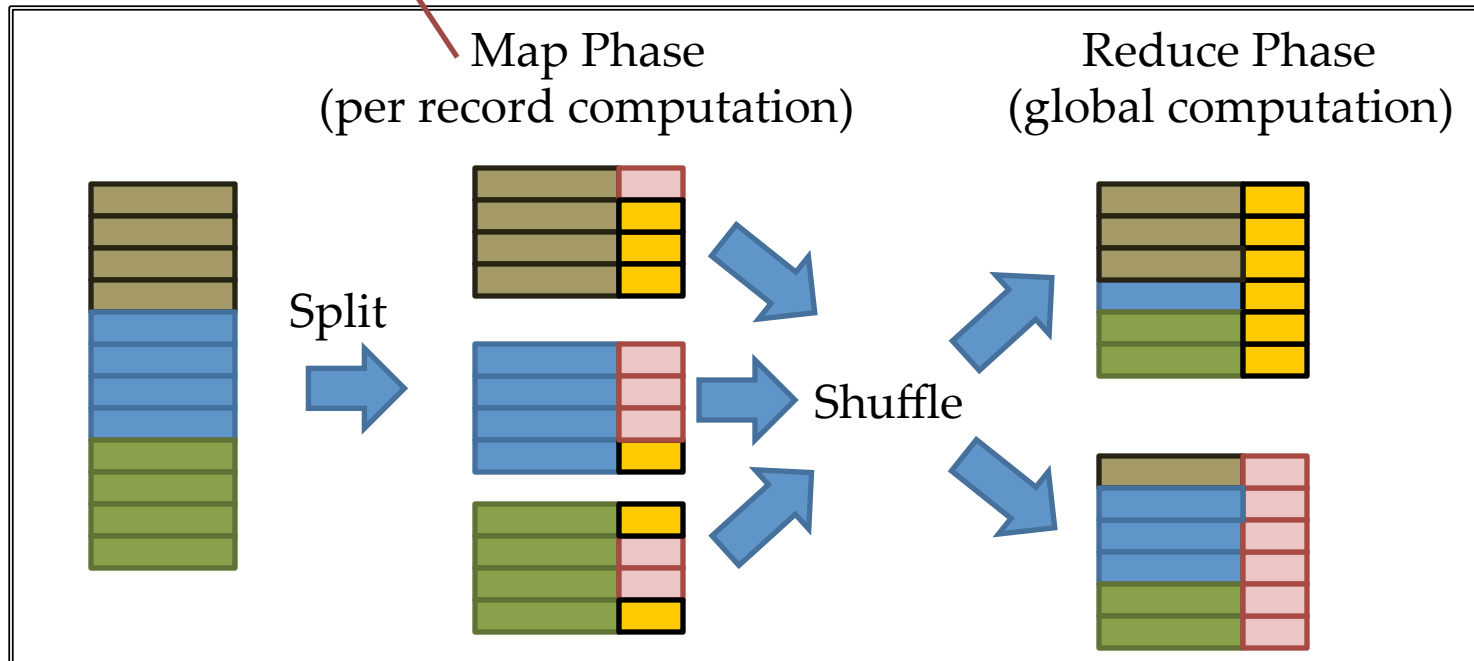 Map Phase
(per record computation)
Reduce Phase
(global computation)
Split
Shuffle